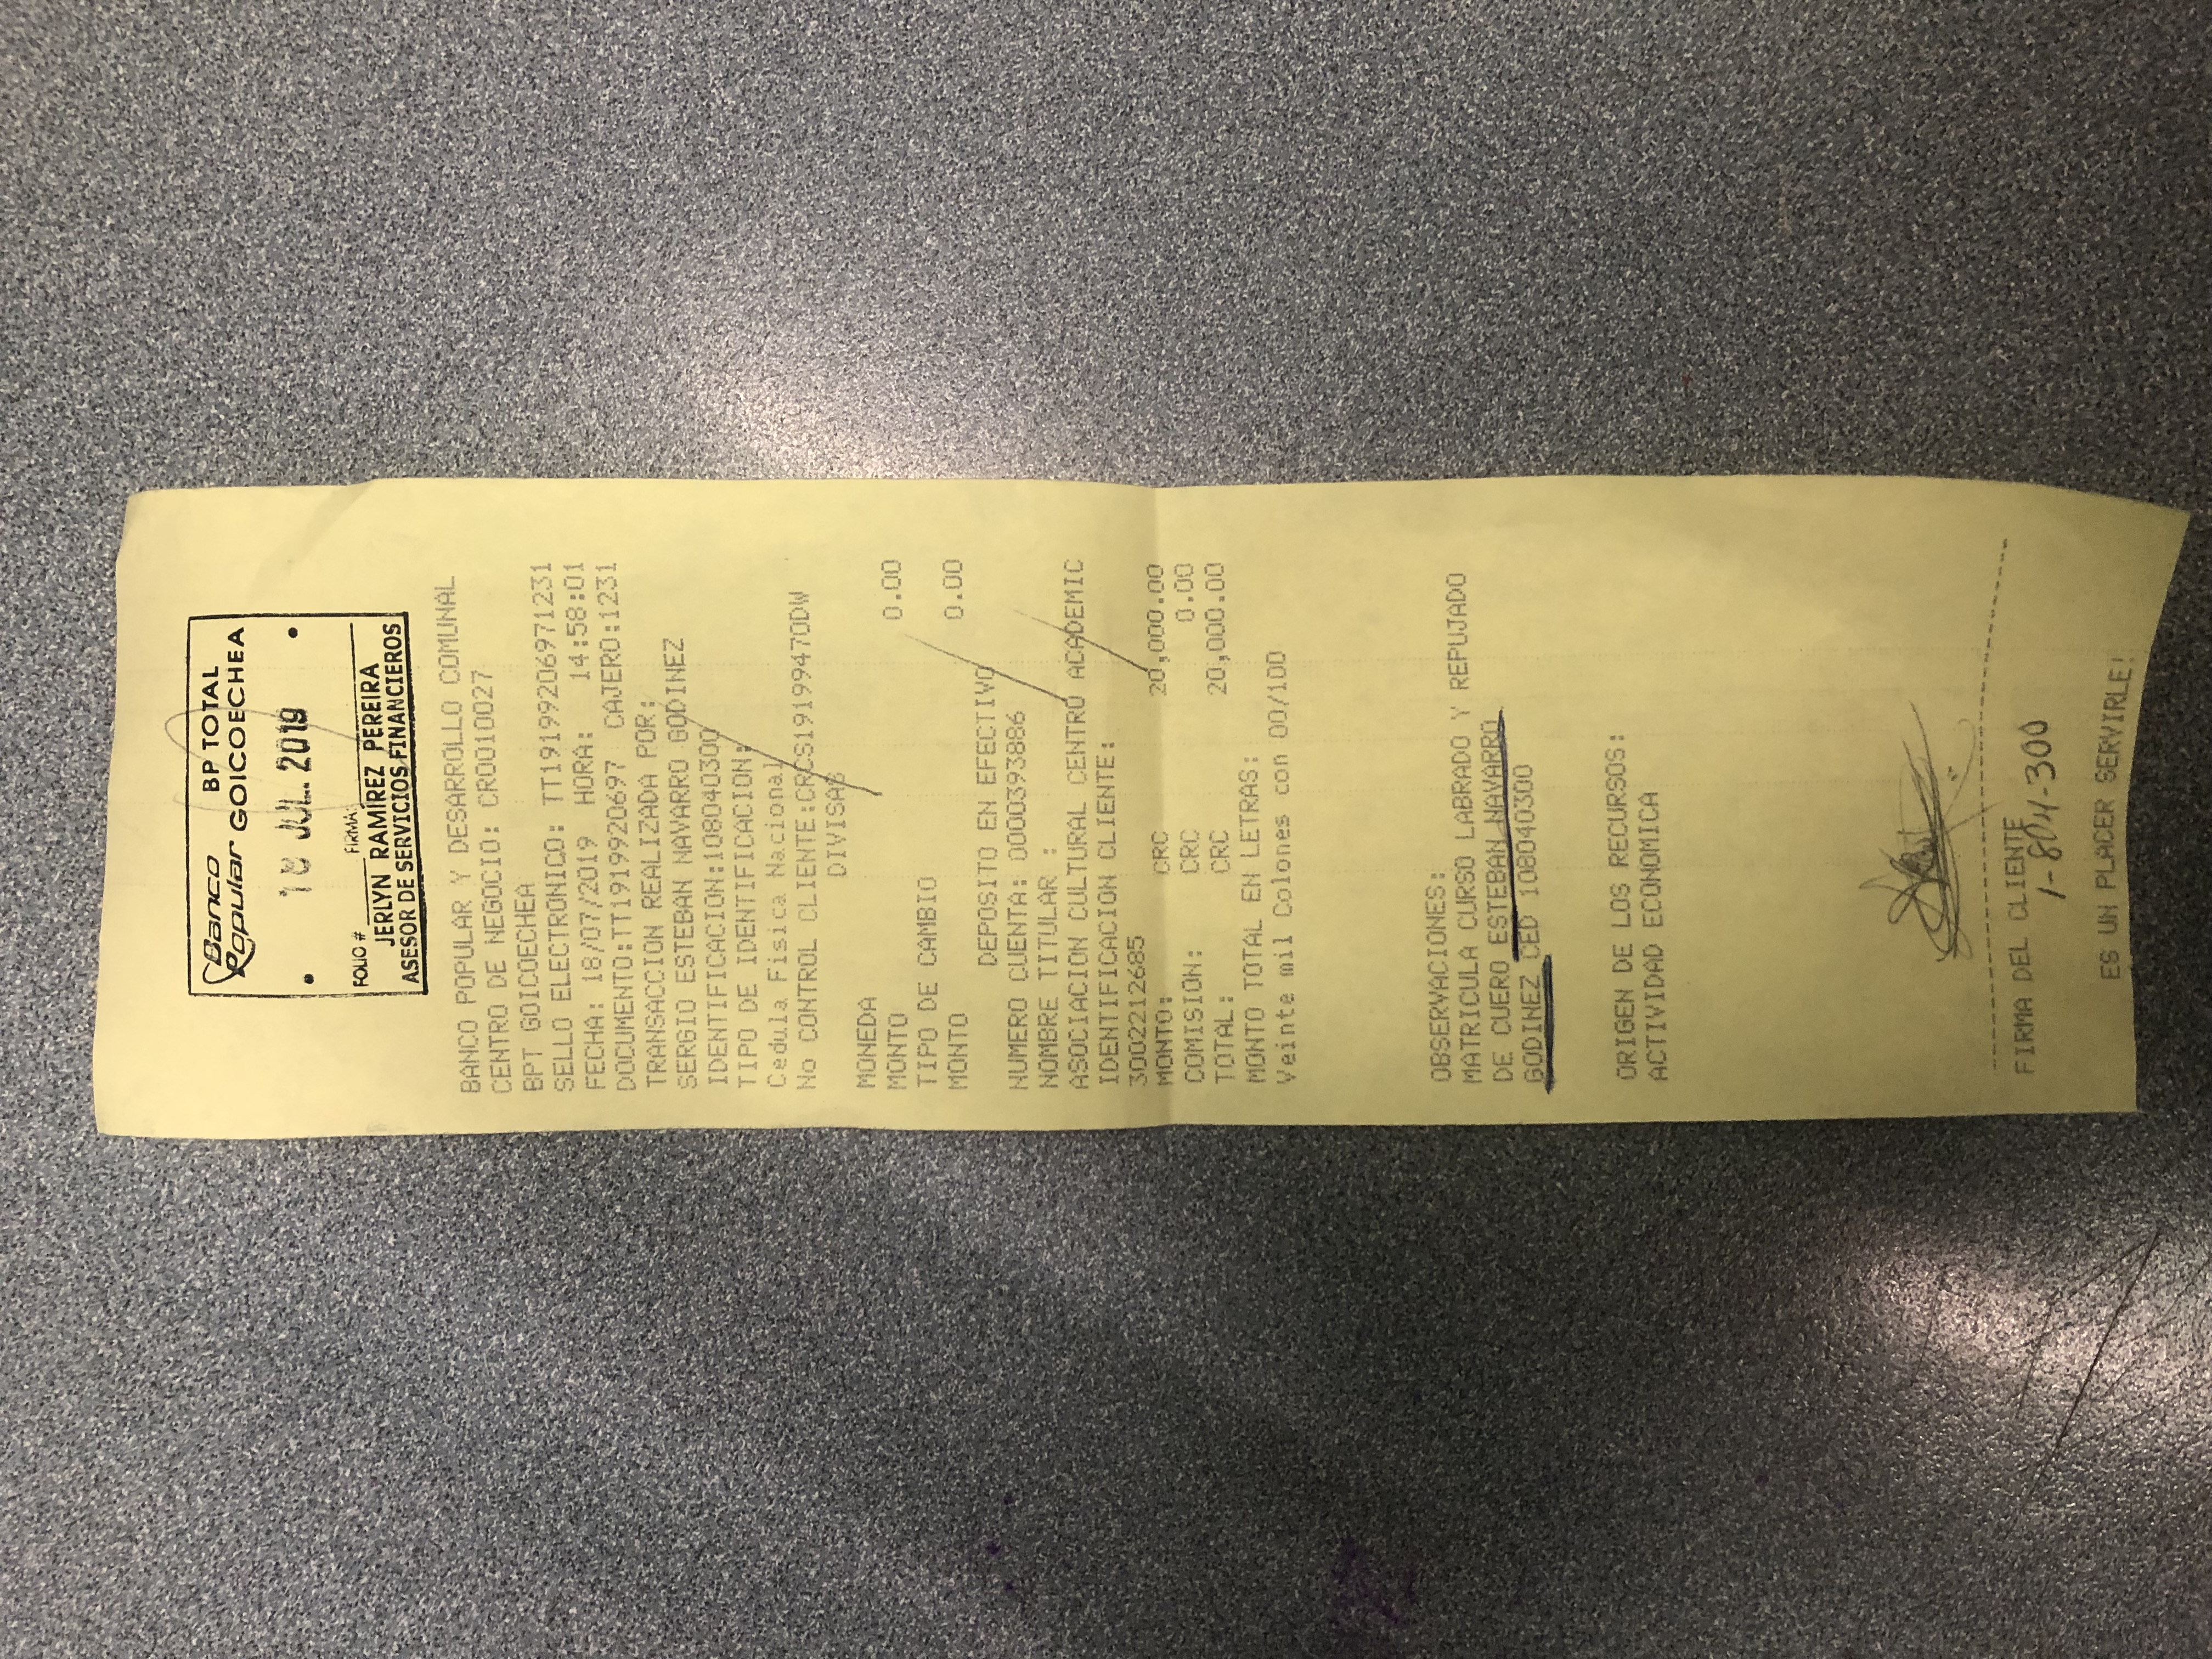 Banco Popular BP TOTAL GOICOECHEA
18 JUL. 2019
FOLIO # FIRMA:
JERLYN RAMÍREZ PEREIRA
ASESOR DE SERVICIOS FINANCIEROS
BANCO POPULAR Y DESARROLLO COMUNAL
CENTRO DE NEGOCIO: CR0010027
BPT GOICOECHEA
SELLO ELECTRONICO: TT19199206971231
FECHA: 18/07/2019 HORA: 14:58:01
DOCUMENTO:TT1919920697 CAJERO:1231
TRANSACCION REALIZADA POR:
SERGIO ESTEBAN NAVARRO GODINEZ
IDENTIFICACION:108040300
TIPO DE IDENTIFICACION:
Cedula Fisica Nacional
No CONTROL CLIENTE:CRCS19199470DW
DIVISAS
MONEDA
MONTO 0.00
TIPO DE CAMBIO
MONTO 0.00
DEPOSITO EN EFECTIVO
NUMERO CUENTA: 0000393886
NOMBRE TITULAR :
ASOCIACION CULTURAL CENTRO ACADEMIC
IDENTIFICACION CLIENTE:
3002212685
MONTO: CRC 20,000.00
COMISION: CRC 0.00
TOTAL: CRC 20,000.00
MONTO TOTAL EN LETRAS:
Veinte mil Colones con 00/100
OBSERVACIONES:
MATRICULA CURSO LABRADO Y REPUJADO
DE CUERO ESTEBAN NAVARRO
GODINEZ CED 108040300
ORIGEN DE LOS RECURSOS:
ACTIVIDAD ECONOMICA
FIRMA DEL CLIENTE
1-804-300
ES UN PLACER SERVIRLE!